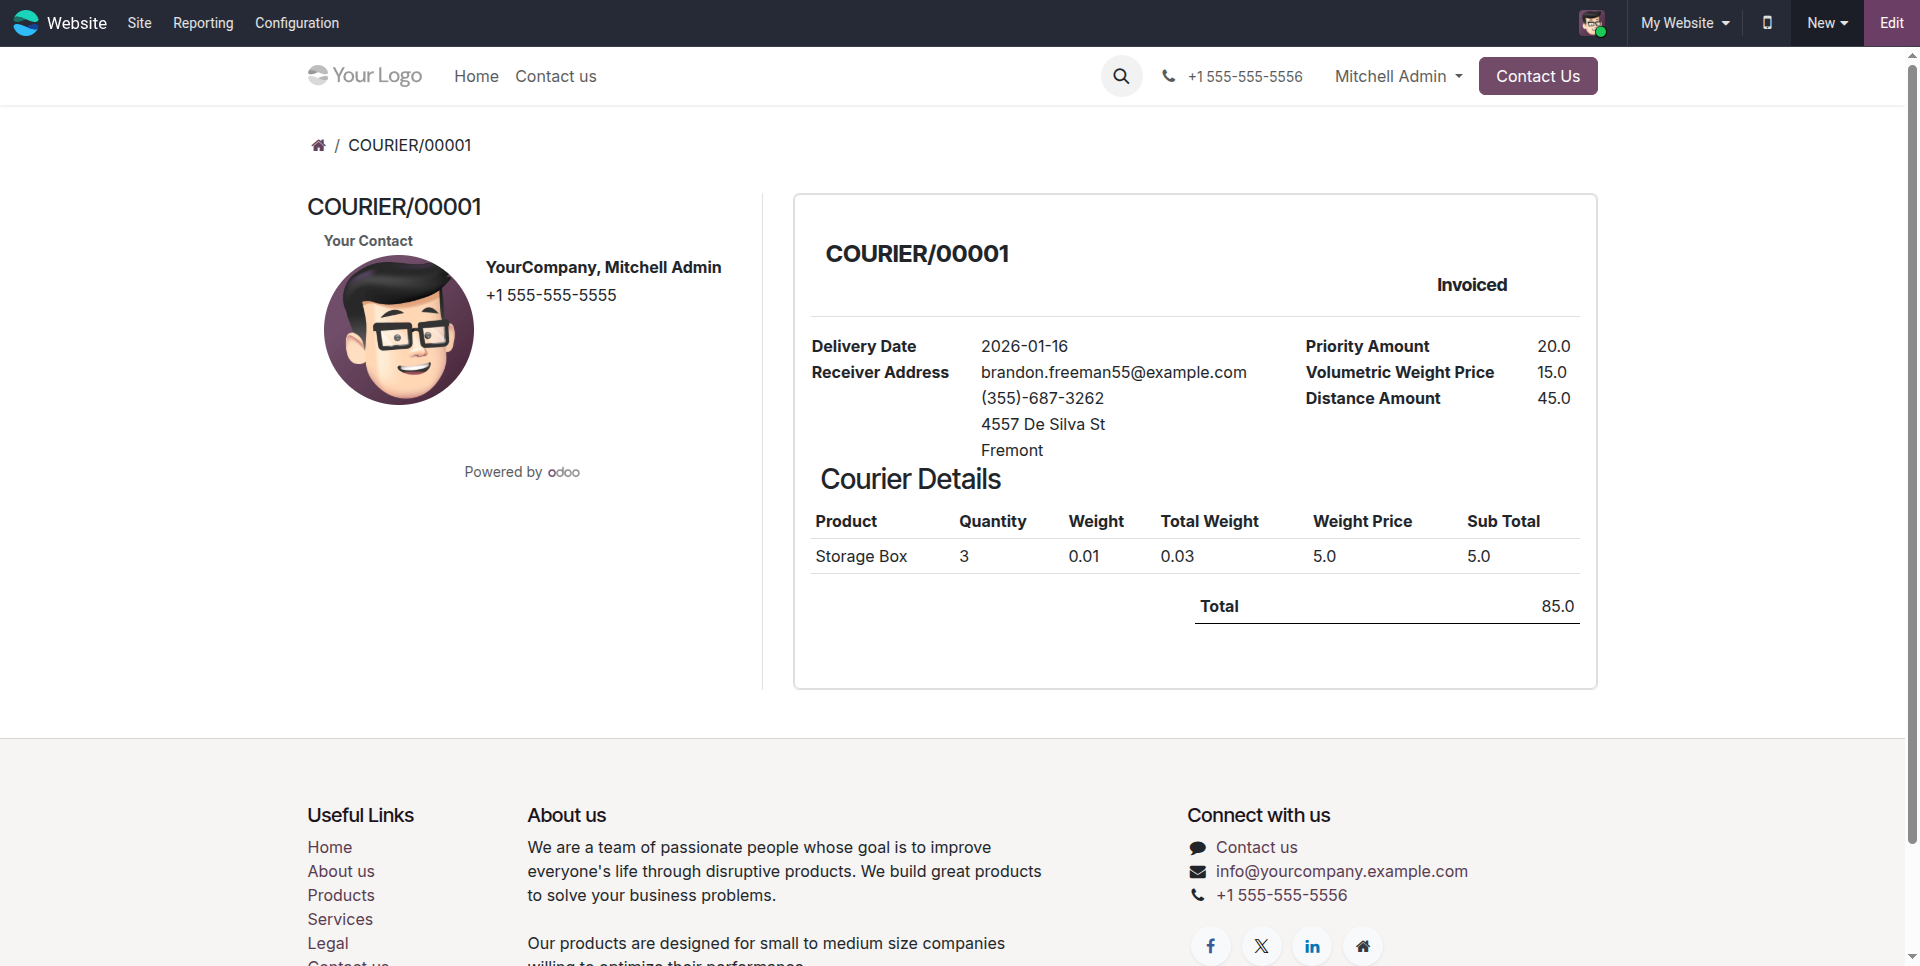 Website Site Reporting Configuration My Website New Edit
Your Logo Home Contact us +1 555-555-5556 Mitchell Admin Contact Us
/ COURIER/00001
COURIER/00001
Your Contact
YourCompany, Mitchell Admin
+1 555-555-5555
Powered by odoo
COURIER/00001
Invoiced
Delivery Date 2026-01-16
Receiver Address brandon.freeman55@example.com
(355)-687-3262
4557 De Silva St
Fremont
Priority Amount 20.0
Volumetric Weight Price 15.0
Distance Amount 45.0
Courier Details
Product Quantity Weight Total Weight Weight Price Sub Total
Storage Box 3 0.01 0.03 5.0 5.0
Total 85.0
Useful Links
Home
About us
Products
Services
Legal
Contact us
About us
We are a team of passionate people whose goal is to improve
everyone's life through disruptive products. We build great products
to solve your business problems.
Our products are designed for small to medium size companies
willing to optimize their performance.
Connect with us
Contact us
info@yourcompany.example.com
+1 555-555-5556